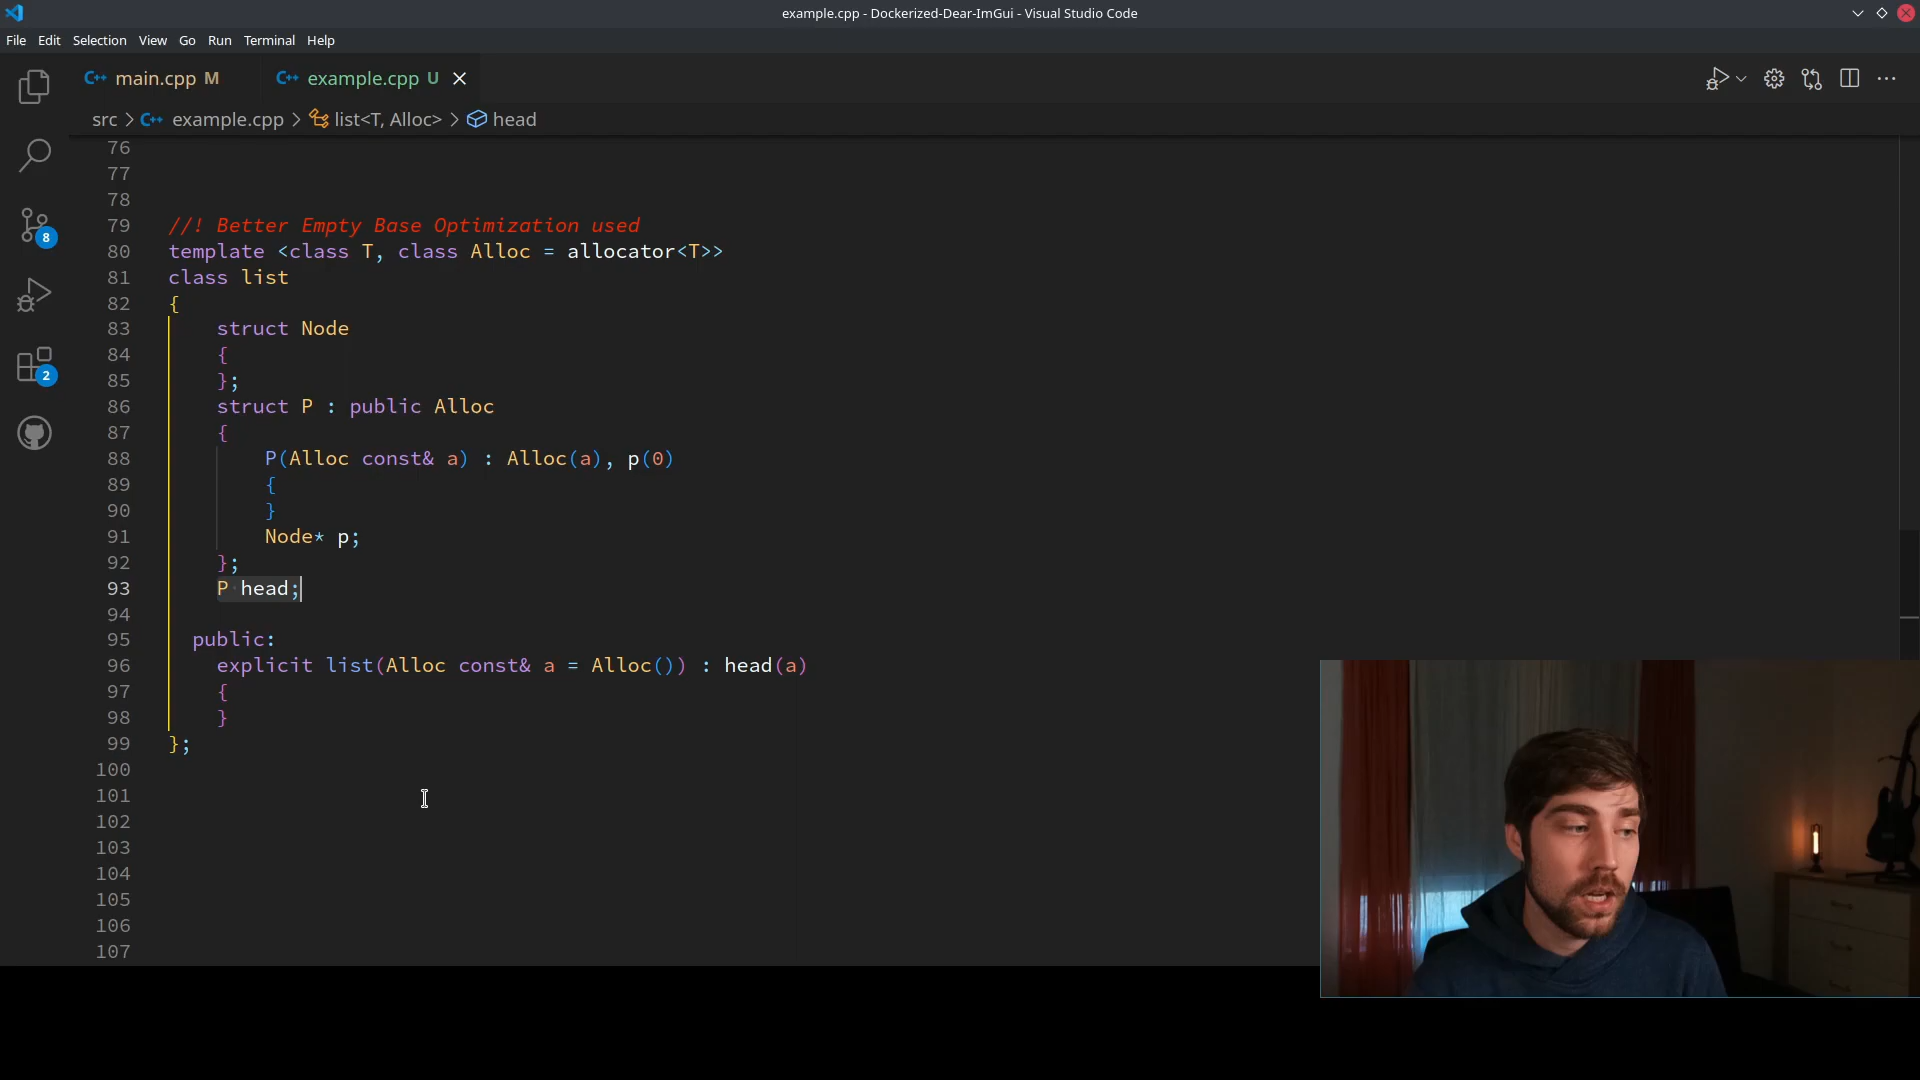 example.cpp - Dockerized-Dear-ImGui - Visual Studio Code
File Edit Selection View Go Run Terminal Help
C++ main.cpp M C++ example.cpp U
src > C++ example.cpp > list<T, Alloc> > head
76
77
78
79 //! Better Empty Base Optimization used
80 template <class T, class Alloc = allocator<T>>
81 class list
82 {
83 struct Node
84 {
85 };
86 struct P : public Alloc
87 {
88 P(Alloc const& a) : Alloc(a), p(0)
89 {
90 }
91 Node* p;
92 };
93 P head;
94
95 public:
96 explicit list(Alloc const& a = Alloc()) : head(a)
97 {
98 }
99 };
100
101
102
103
104
105
106
107
8
2